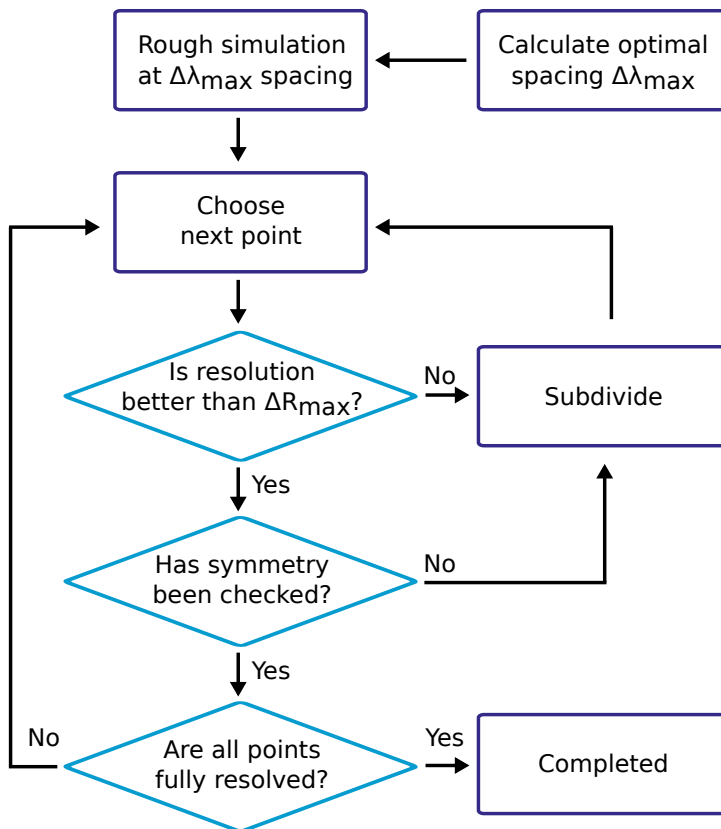 Rough simulation
at Δλmax spacing
Calculate optimal
spacing Δλmax
Choose
next point
Is resolution
better than ΔRmax?
No
Subdivide
Yes
Has symmetry
been checked?
No
Yes
Are all points
fully resolved?
No
Yes
Completed